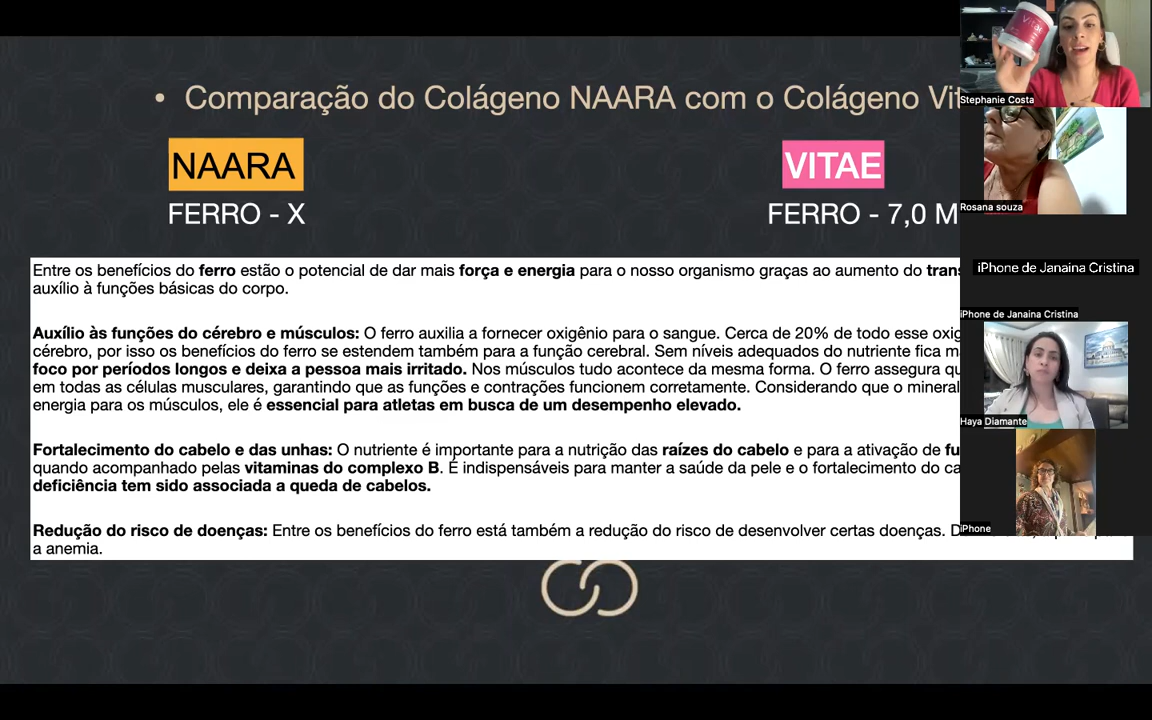 • Comparação do Colágeno NAARA com o Colágeno
NAARA
VITAE
FERRO - X
FERRO - 7,0
Entre os benefícios do ferro estão o potencial de dar mais força e energia para o nosso organismo graças ao aumento do
auxílio à funções básicas do corpo.
Auxílio às funções do cérebro e músculos: O ferro auxilia a fornecer oxigênio para o sangue. Cerca de 20% de todo esse
cérebro, por isso os benefícios do ferro se estendem também para a função cerebral. Sem níveis adequados do nutriente fica
foco por períodos longos e deixa a pessoa mais irritado. Nos músculos tudo acontece da mesma forma. O ferro assegura
em todas as células musculares, garantindo que as funções e contrações funcionem corretamente. Considerando que o mineral
energia para os músculos, ele é essencial para atletas em busca de um desempenho elevado.
Fortalecimento do cabelo e das unhas: O nutriente é importante para a nutrição das raízes do cabelo e para a ativação de
quando acompanhado pelas vitaminas do complexo B. É indispensáveis para manter a saúde da pele e o fortalecimento do
deficiência tem sido associada a queda de cabelos.
Redução do risco de doenças: Entre os benefícios do ferro está também a redução do risco de desenvolver certas doenças.
a anemia.
Stephanie Costa
Rosana souza
iPhone de Janaina Cristina
iPhone de Janaina Cristina
Haya Diamante
iPhone